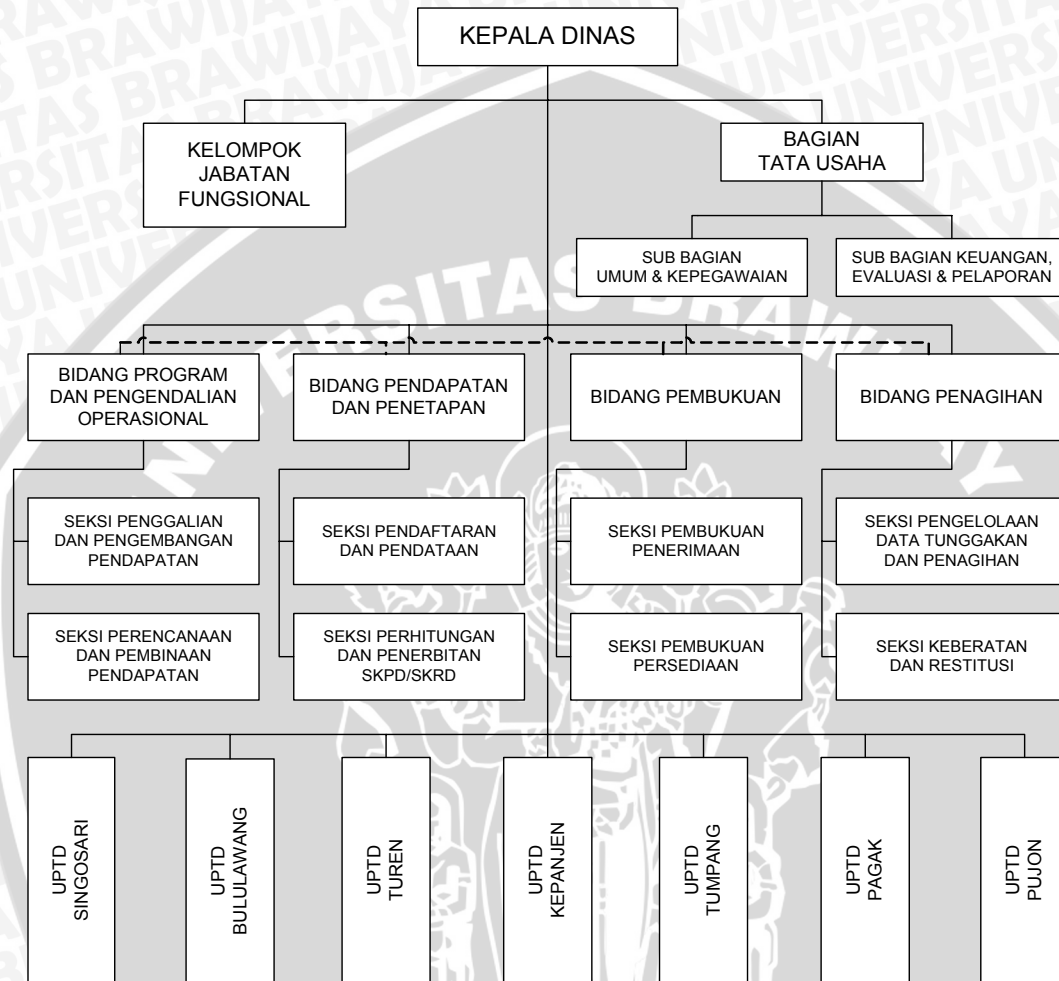 KEPALA DINAS
KELOMPOK
JABATAN
FUNGSIONAL
BAGIAN
TATA USAHA
SUB BAGIAN
UMUM & KEPEGAWAIAN
SUB BAGIAN KEUANGAN,
EVALUASI & PELAPORAN
BIDANG PROGRAM
DAN PENGENDALIAN
OPERASIONAL
BIDANG PENDAPATAN
DAN PENETAPAN
BIDANG PEMBUKUAN
BIDANG PENAGIHAN
SEKSI PENGGALIAN
DAN PENGEMBANGAN
PENDAPATAN
SEKSI PENDAFTARAN
DAN PENDATAAN
SEKSI PEMBUKUAN
PENERIMAAN
SEKSI PENGELOLAAN
DATA TUNGGAKAN
DAN PENAGIHAN
SEKSI PERENCANAAN
DAN PEMBINAAN
PENDAPATAN
SEKSI PERHITUNGAN
DAN PENERBITAN
SKPD/SKRD
SEKSI PEMBUKUAN
PERSEDIAAN
SEKSI KEBERATAN
DAN RESTITUSI
UPTD
SINGOSARI
UPTD
BULULAWANG
UPTD
TUREN
UPTD
KEPANJEN
UPTD
TUMPANG
UPTD
PAGAK
UPTD
PUJON